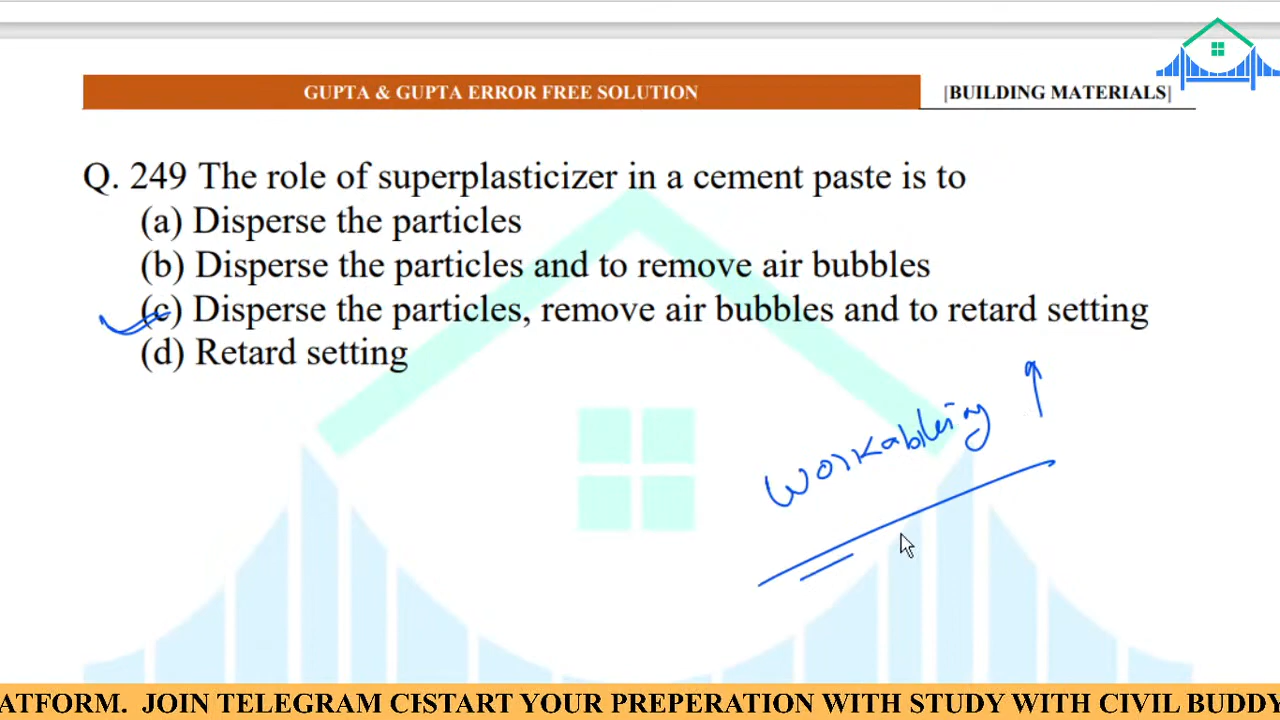 GUPTA & GUPTA ERROR FREE SOLUTION
|BUILDING MATERIALS|
Q. 249 The role of superplasticizer in a cement paste is to
(a) Disperse the particles
(b) Disperse the particles and to remove air bubbles
(c) Disperse the particles, remove air bubbles and to retard setting
(d) Retard setting
ATFORM. JOIN TELEGRAM CHSTART YOUR PREPERATION WITH STUDY WITH CIVIL BUDDY